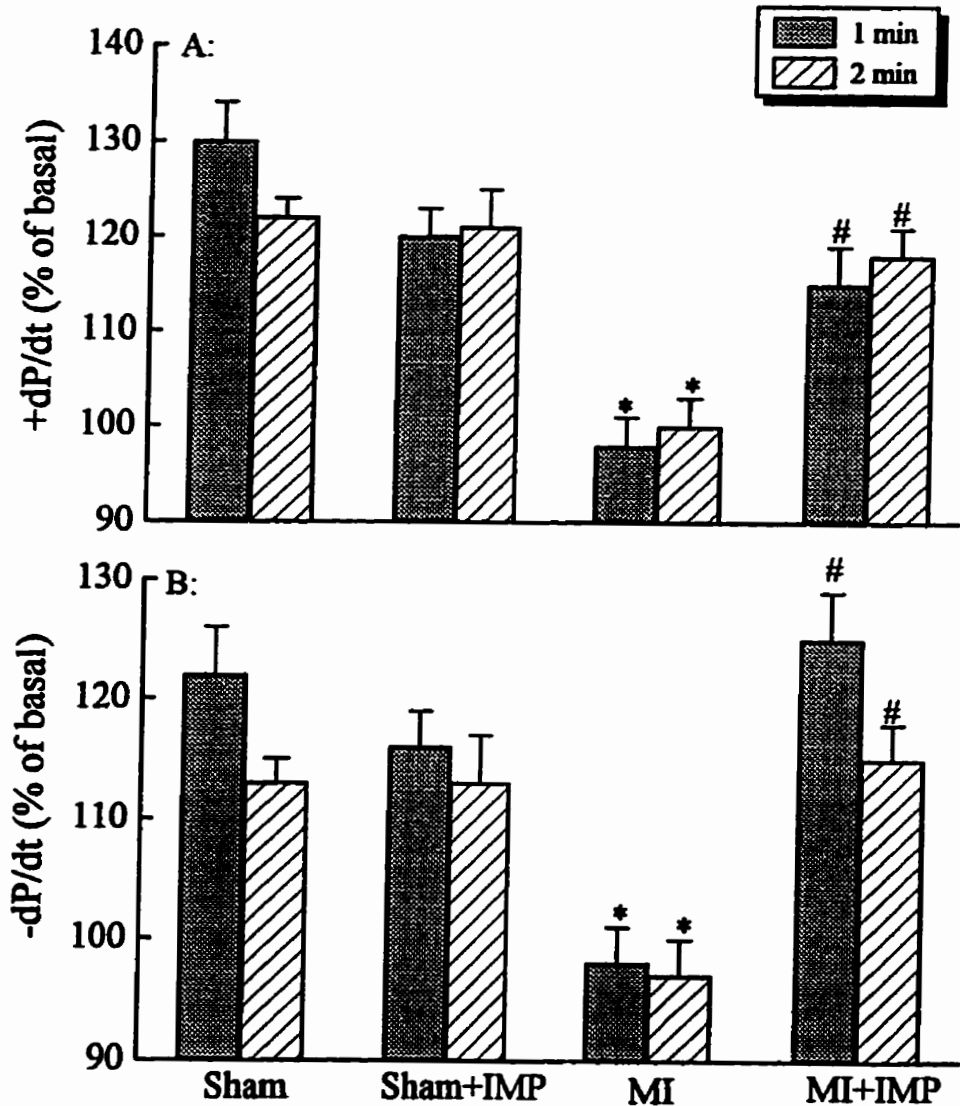 1 min
2 min
A:
140
130
120
110
100
90
+dP/dt (% of basal)
* * # #
B:
130
120
110
100
90
-dP/dt (% of basal)
* * # #
Sham Sham+IMP MI MI+IMP